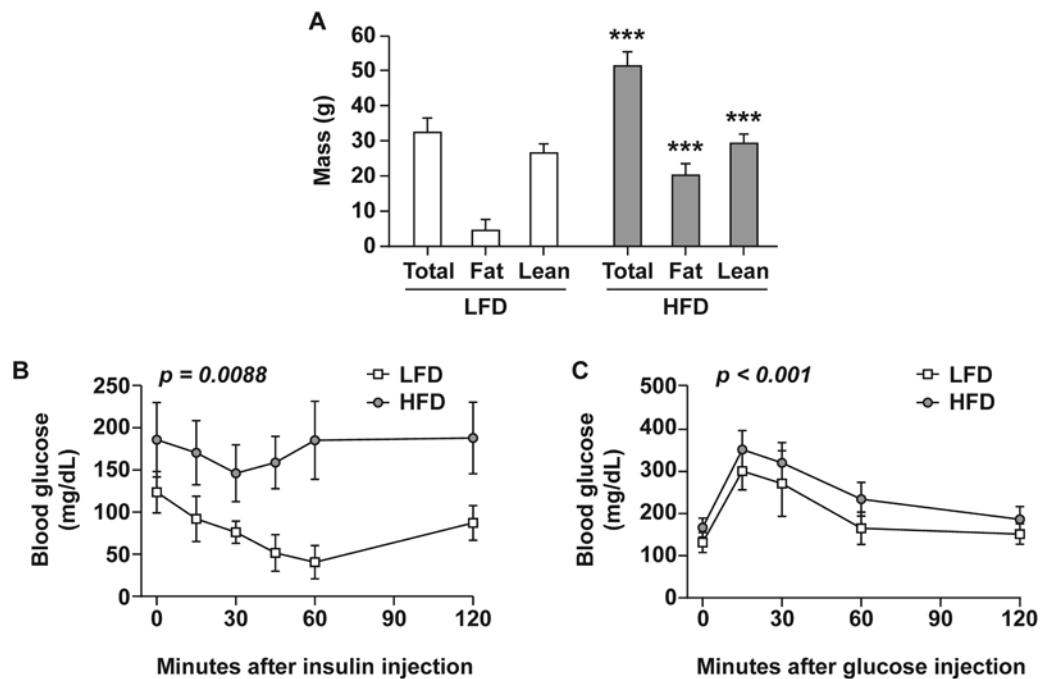 A
Mass (g)
60
50
40
30
20
10
0
***
***
***
Total Fat Lean Total Fat Lean
LFD HFD
B
p = 0.0088
LFD
HFD
Blood glucose
(mg/dL)
250
200
150
100
50
0
0 30 60 90 120
Minutes after insulin injection
C
p < 0.001
LFD
HFD
Blood glucose
(mg/dL)
500
400
300
200
100
0
0 30 60 90 120
Minutes after glucose injection